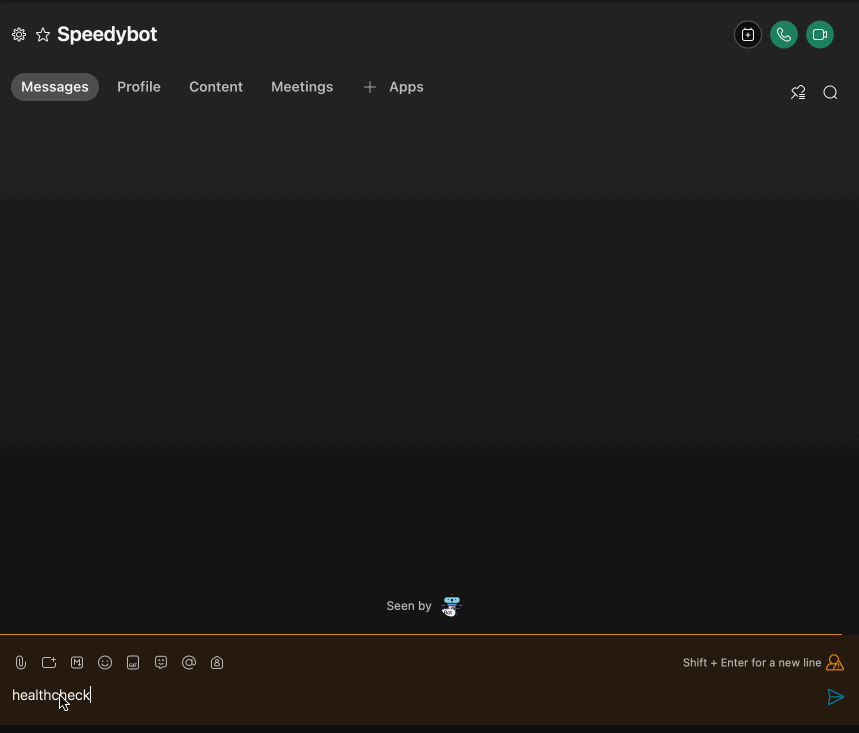 Speedybot
Messages Profile Content Meetings + Apps
Seen by
Shift + Enter for a new line
healthcheck